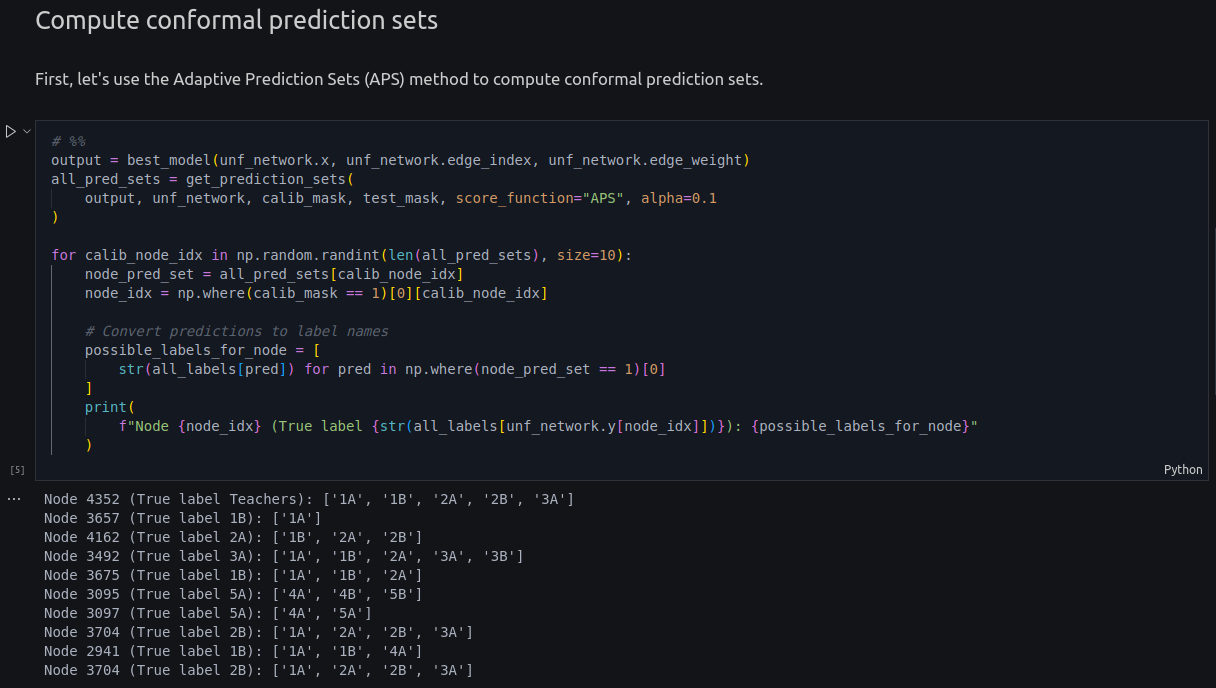 Compute conformal prediction sets
First, let's use the Adaptive Prediction Sets (APS) method to compute conformal prediction sets.
# %%
output = best_model(unf_network.x, unf_network.edge_index, unf_network.edge_weight)
all_pred_sets = get_prediction_sets(
    output, unf_network, calib_mask, test_mask, score_function="APS", alpha=0.1
)
for calib_node_idx in np.random.randint(len(all_pred_sets), size=10):
    node_pred_set = all_pred_sets[calib_node_idx]
    node_idx = np.where(calib_mask == 1)[0][calib_node_idx]
    # Convert predictions to label names
    possible_labels_for_node = [
        str(all_labels[pred]) for pred in np.where(node_pred_set == 1)[0]
    ]
    print(
        f"Node {node_idx} (True label {str(all_labels[unf_network.y[node_idx]])}): {possible_labels_for_node}"
    )
[5]
Python
...
Node 4352 (True label Teachers): ['1A', '1B', '2A', '2B', '3A']
Node 3657 (True label 1B): ['1A']
Node 4162 (True label 2A): ['1B', '2A', '2B']
Node 3492 (True label 3A): ['1A', '1B', '2A', '3A', '3B']
Node 3675 (True label 1B): ['1A', '1B', '2A']
Node 3095 (True label 5A): ['4A', '4B', '5B']
Node 3097 (True label 5A): ['4A', '5A']
Node 3704 (True label 2B): ['1A', '2A', '2B', '3A']
Node 2941 (True label 1B): ['1A', '1B', '4A']
Node 3704 (True label 2B): ['1A', '2A', '2B', '3A']